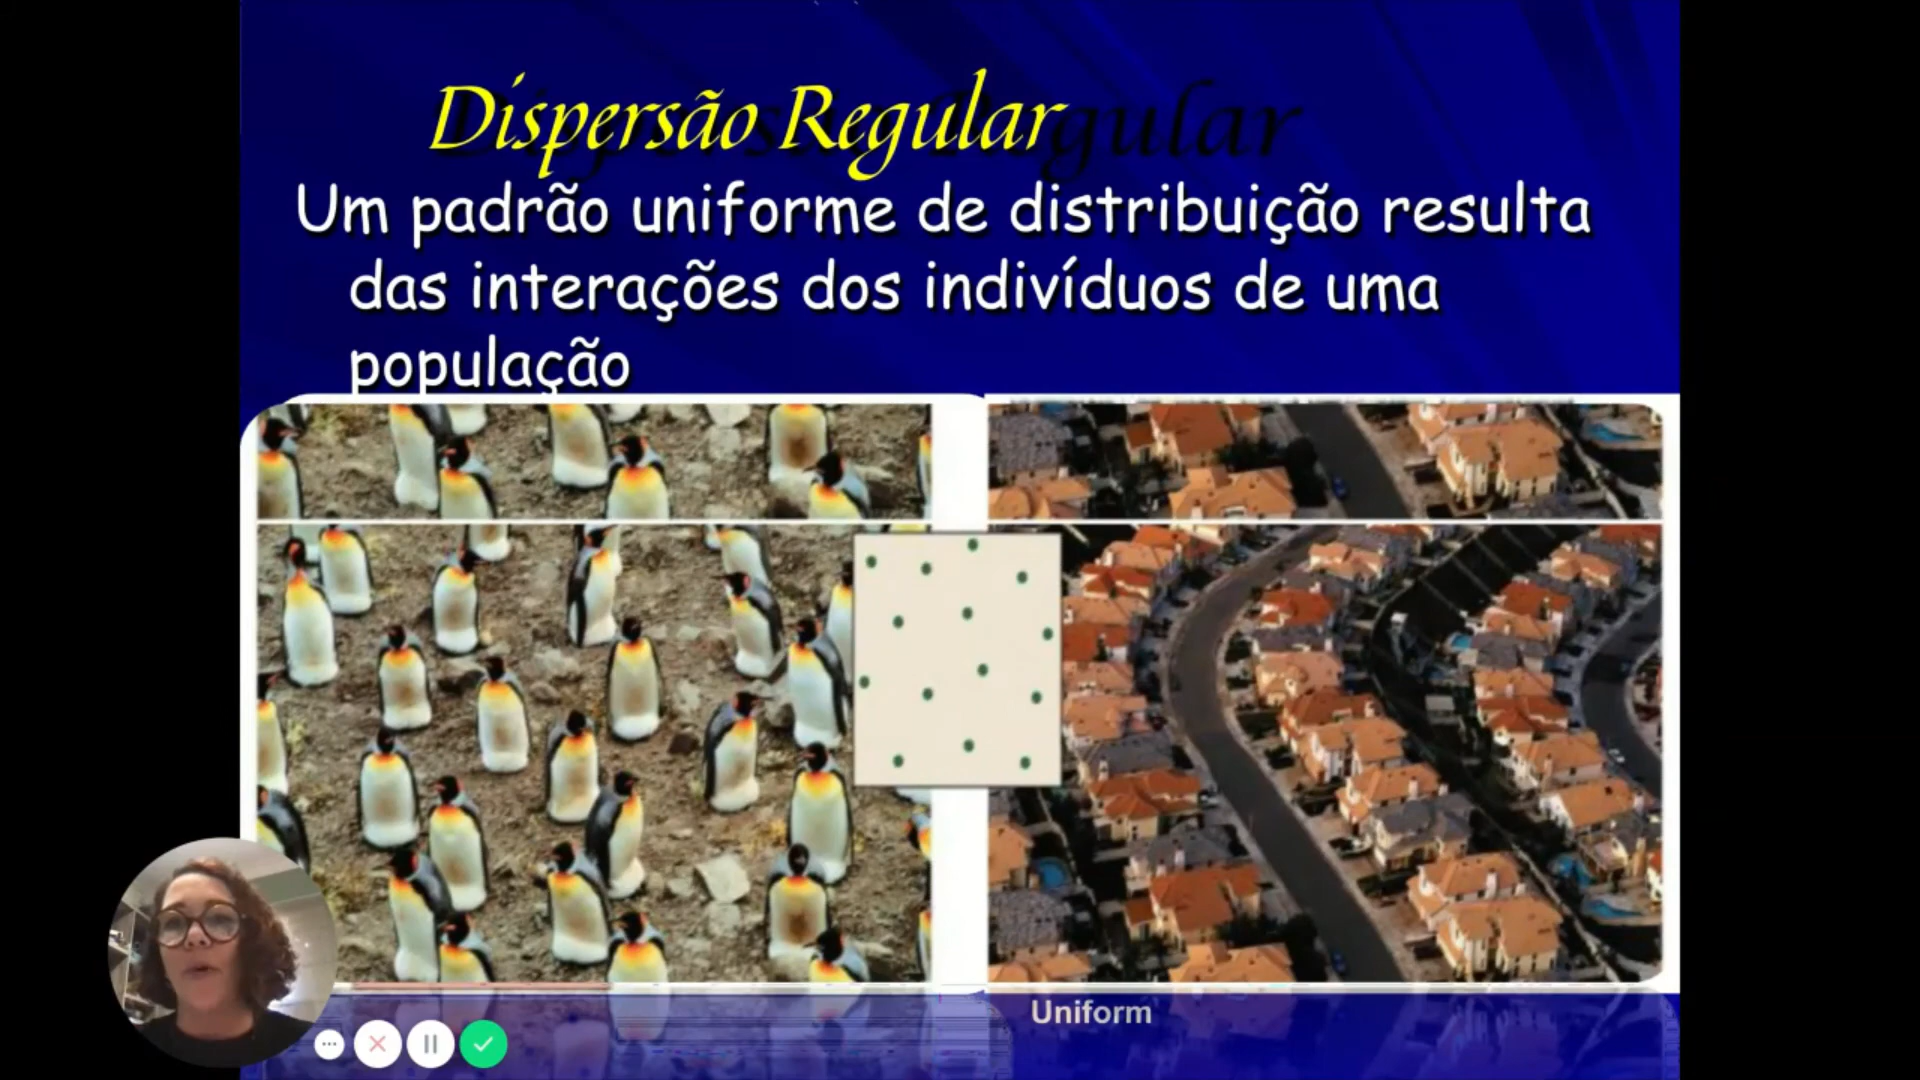 Dispersão Regular
Um padrão uniforme de distribuição resulta
das interações dos indivíduos de uma
população
Uniform